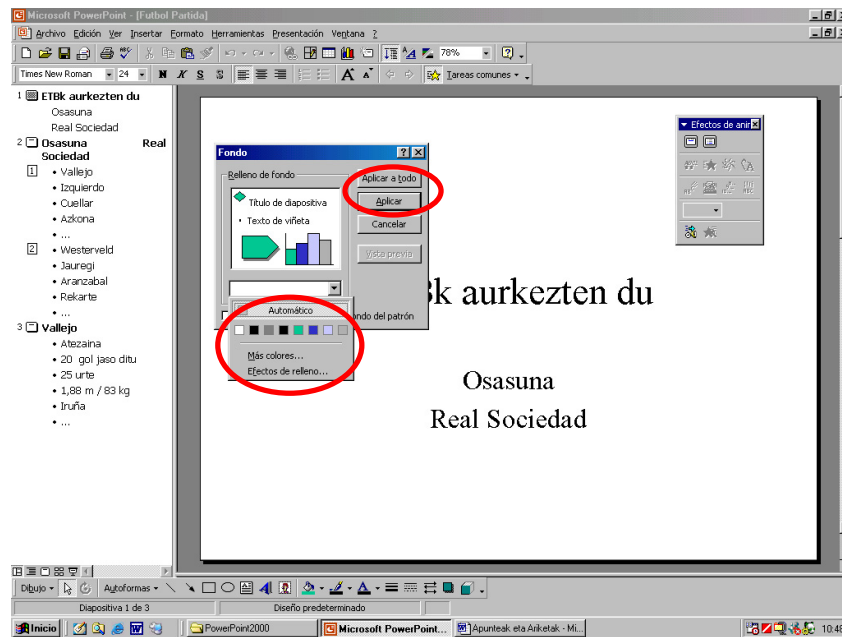 Microsoft PowerPoint - [Futbol Partida]
Archivo Edición Ver Insertar Formato Herramientas Presentación Ventana ?
78%
Times New Roman 24 N K S S Tareas comunes
1 ETBk aurkezten du
Osasuna
Real Sociedad
2 Osasuna Real
Sociedad
1 • Vallejo
• Izquierdo
• Cuellar
• Azkona
• ...
2 • Westerveld
• Jauregi
• Aranzabal
• Rekarte
• ...
3 Vallejo
• Atezaina
• 20 gol jaso ditu
• 25 urte
• 1,88 m / 83 kg
• Iruña
• ...
Fondo
Relleno de fondo
Título de diapositiva
• Texto de viñeta
Aplicar a todo
Aplicar
Cancelar
Vista previa
Automático
ndo del patrón
Más colores...
Efectos de relleno...
Efectos de anim
k aurkezten du
Osasuna
Real Sociedad
Dibujo Autoformas
Diapositiva 1 de 3 Diseño predeterminado
Inicio PowerPoint2000 Microsoft PowerPoint... Apunteak eta Ariketak - Mi... 10:48